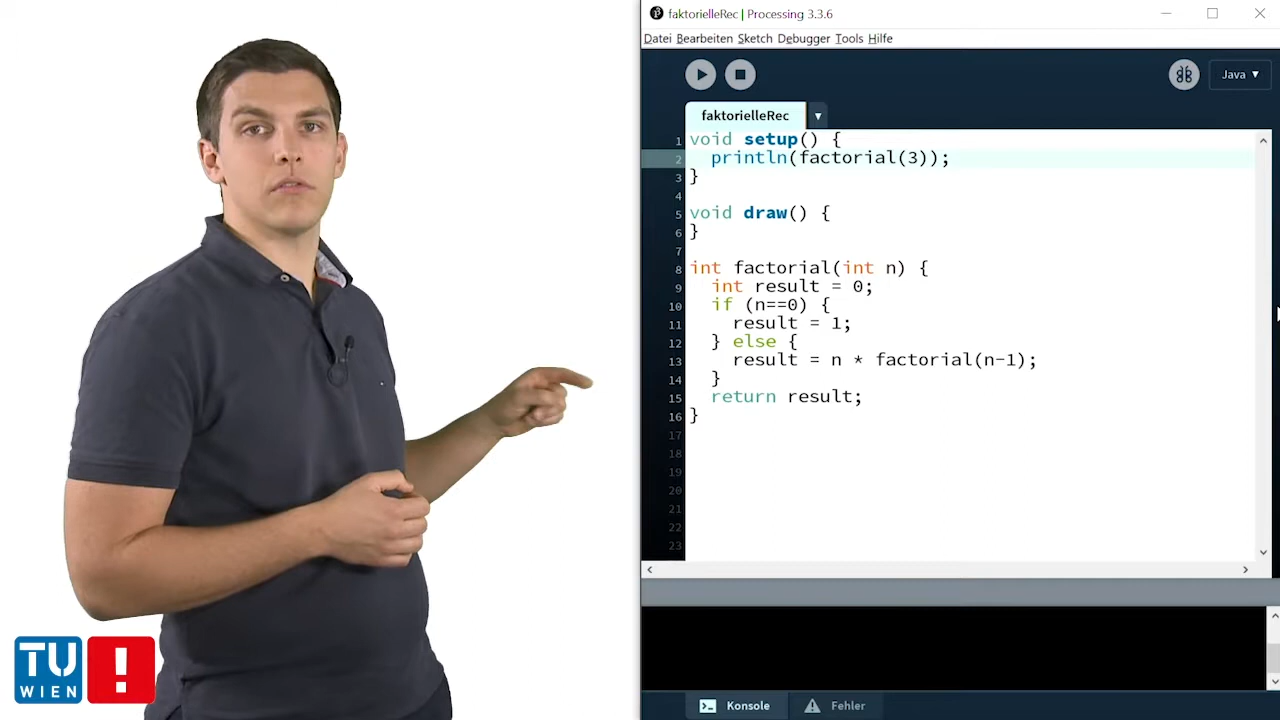 faktorielleRec | Processing 3.3.6
Datei Bearbeiten Sketch Debugger Tools Hilfe
Java ▾
faktorielleRec
1 void setup() {
2   println(factorial(3));
3 }
4
5 void draw() {
6 }
7
8 int factorial(int n) {
9   int result = 0;
10   if (n==0) {
11     result = 1;
12   } else {
13     result = n * factorial(n-1);
14   }
15   return result;
16 }
17
18
19
20
21
22
23
Konsole
Fehler
TU
WIEN
!